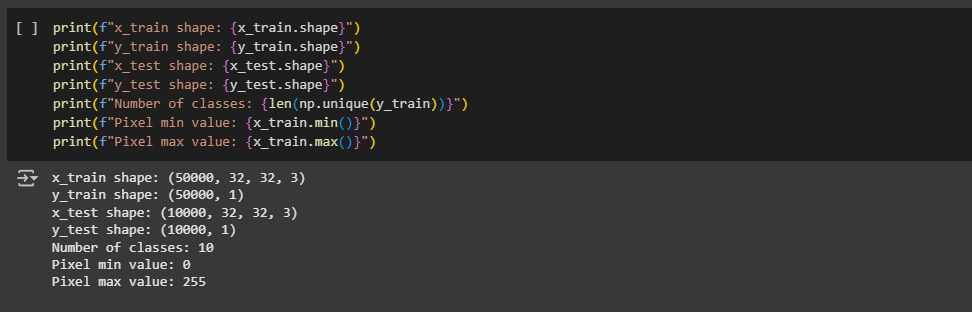 [ ] print(f"x_train shape: {x_train.shape}")
print(f"y_train shape: {y_train.shape}")
print(f"x_test shape: {x_test.shape}")
print(f"y_test shape: {y_test.shape}")
print(f"Number of classes: {len(np.unique(y_train))}")
print(f"Pixel min value: {x_train.min()}")
print(f"Pixel max value: {x_train.max()}")
x_train shape: (50000, 32, 32, 3)
y_train shape: (50000, 1)
x_test shape: (10000, 32, 32, 3)
y_test shape: (10000, 1)
Number of classes: 10
Pixel min value: 0
Pixel max value: 255